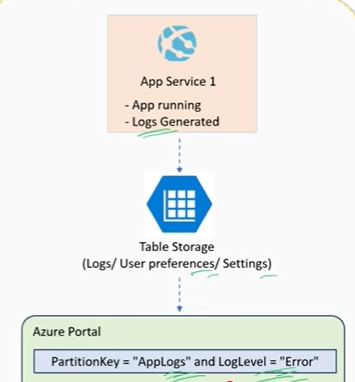 App Service 1
- App running
- Logs Generated
Table Storage
(Logs/ User preferences/ Settings)
Azure Portal
PartitionKey = "AppLogs" and LogLevel = "Error"